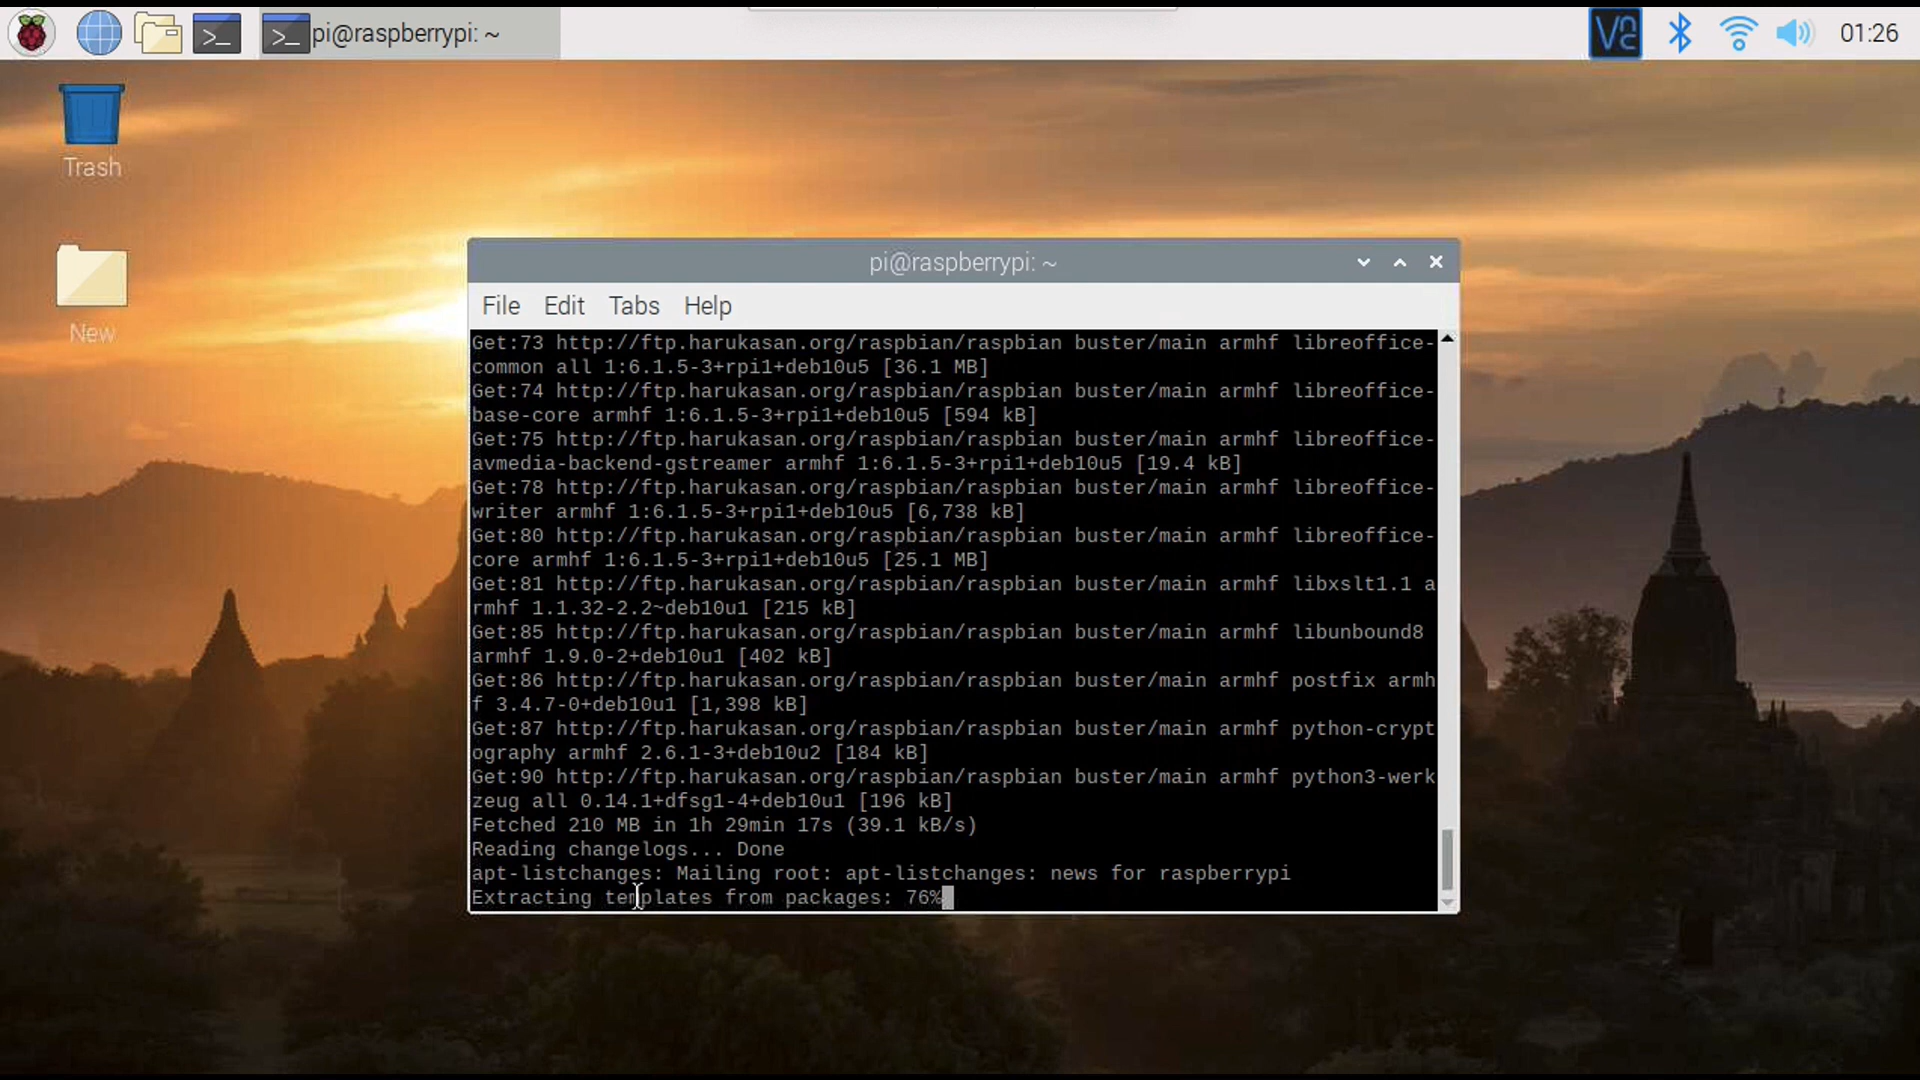 pi@raspberrypi: ~
01:26
Trash
New
pi@raspberrypi: ~
File Edit Tabs Help
Get:73 http://ftp.harukasan.org/raspbian/raspbian buster/main armhf libreoffice-
common all 1:6.1.5-3+rpi1+deb10u5 [36.1 MB]
Get:74 http://ftp.harukasan.org/raspbian/raspbian buster/main armhf libreoffice-
base-core armhf 1:6.1.5-3+rpi1+deb10u5 [594 kB]
Get:75 http://ftp.harukasan.org/raspbian/raspbian buster/main armhf libreoffice-
avmedia-backend-gstreamer armhf 1:6.1.5-3+rpi1+deb10u5 [19.4 kB]
Get:78 http://ftp.harukasan.org/raspbian/raspbian buster/main armhf libreoffice-
writer armhf 1:6.1.5-3+rpi1+deb10u5 [6,738 kB]
Get:80 http://ftp.harukasan.org/raspbian/raspbian buster/main armhf libreoffice-
core armhf 1:6.1.5-3+rpi1+deb10u5 [25.1 MB]
Get:81 http://ftp.harukasan.org/raspbian/raspbian buster/main armhf libxslt1.1 a
rmhf 1.1.32-2.2~deb10u1 [215 kB]
Get:85 http://ftp.harukasan.org/raspbian/raspbian buster/main armhf libunbound8
armhf 1.9.0-2+deb10u1 [402 kB]
Get:86 http://ftp.harukasan.org/raspbian/raspbian buster/main armhf postfix armh
f 3.4.7-0+deb10u1 [1,398 kB]
Get:87 http://ftp.harukasan.org/raspbian/raspbian buster/main armhf python-crypt
ography armhf 2.6.1-3+deb10u2 [184 kB]
Get:90 http://ftp.harukasan.org/raspbian/raspbian buster/main armhf python3-werk
zeug all 0.14.1+dfsg1-4+deb10u1 [196 kB]
Fetched 210 MB in 1h 29min 17s (39.1 kB/s)
Reading changelogs... Done
apt-listchanges: Mailing root: apt-listchanges: news for raspberrypi
Extracting templates from packages: 76%